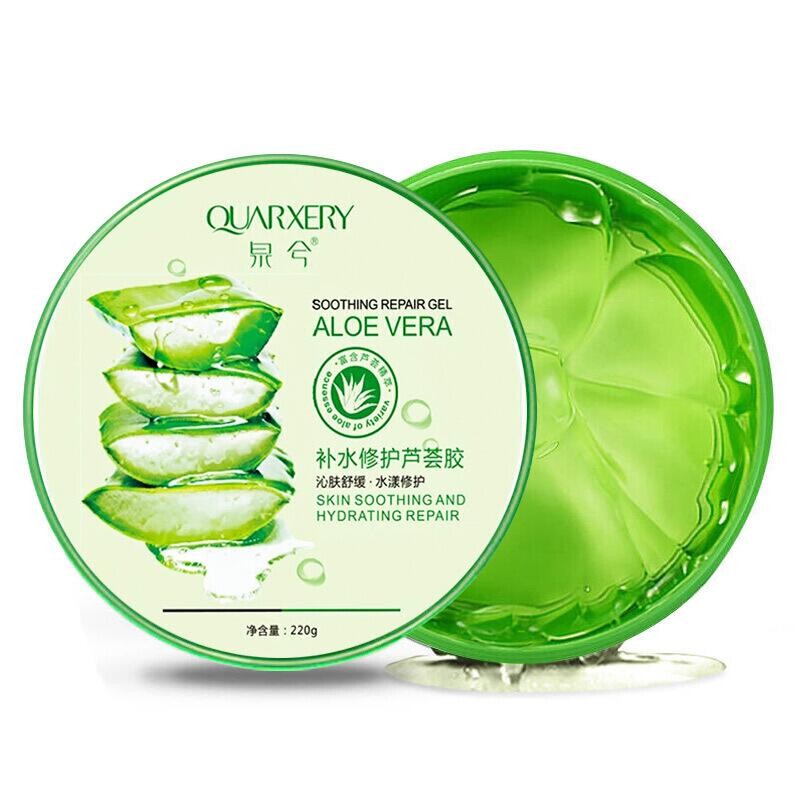 QUARXERY
泉兮®
SOOTHING REPAIR GEL
ALOE VERA
·富含芦荟精萃·
variety of aloe essence
补水修护芦荟胶
沁肤舒缓·水漾修护
SKIN SOOTHING AND
HYDRATING REPAIR
净含量：220g